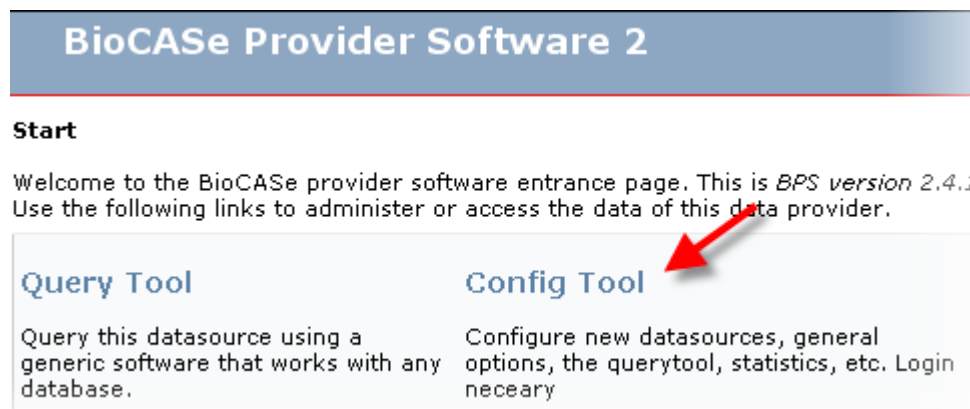 BioCASe Provider Software 2
Start
Welcome to the BioCASe provider software entrance page. This is BPS version 2.4.
Use the following links to administer or access the data of this data provider.
Query Tool
Query this datasource using a
generic software that works with any
database.
Config Tool
Configure new datasources, general
options, the querytool, statistics, etc. Login
neceary